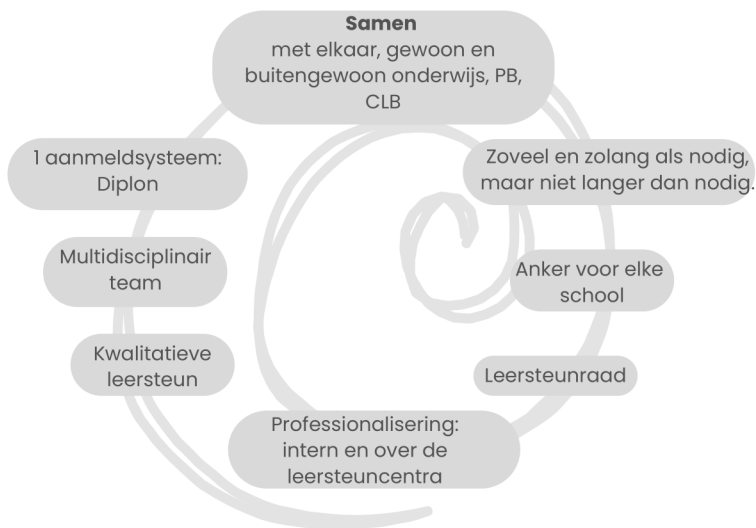 Samen
met elkaar, gewoon en
buitengewoon onderwijs, PB,
CLB
1 aanmeldsysteem:
Diplon
Zoveel en zolang als nodig,
maar niet langer dan nodig.
Multidisciplinair
team
Anker voor elke
school
Kwalitatieve
leersteun
Leersteunraad
Professionalisering:
intern en over de
leersteuncentra